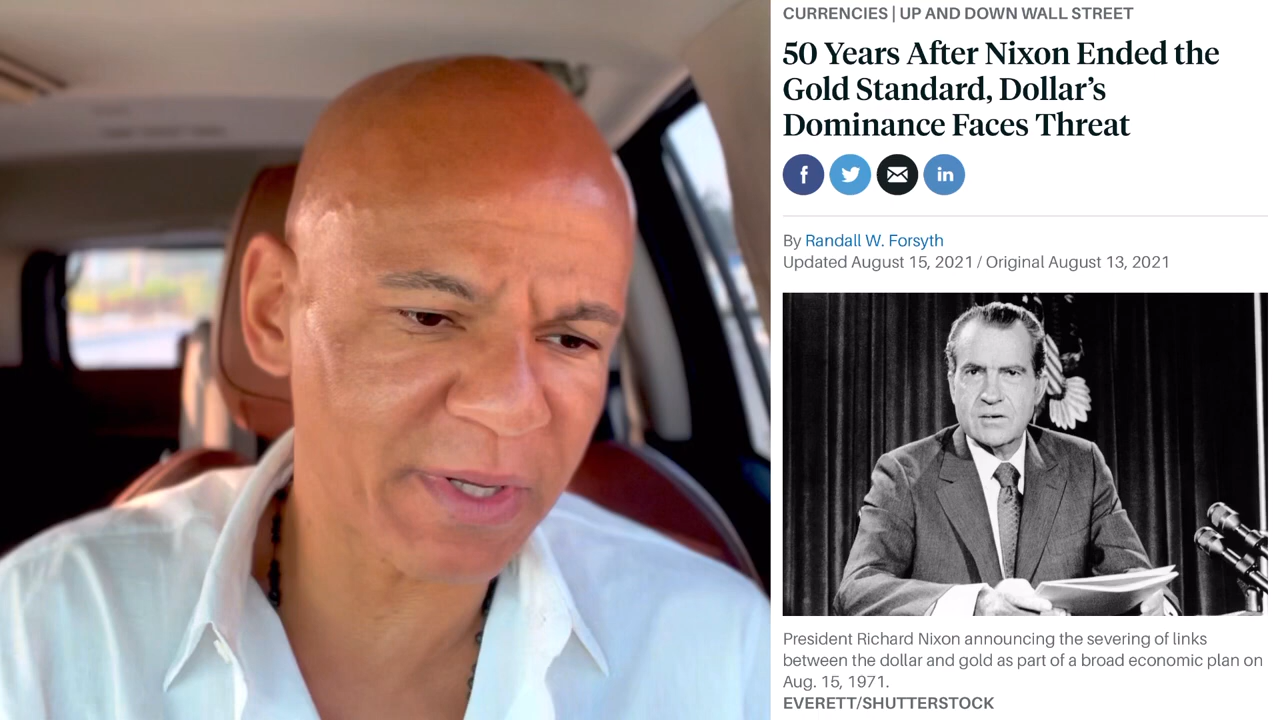 CURRENCIES | UP AND DOWN WALL STREET
50 Years After Nixon Ended the
Gold Standard, Dollar’s
Dominance Faces Threat
By Randall W. Forsyth
Updated August 15, 2021 / Original August 13, 2021
President Richard Nixon announcing the severing of links
between the dollar and gold as part of a broad economic plan on
Aug. 15, 1971.
EVERETT/SHUTTERSTOCK